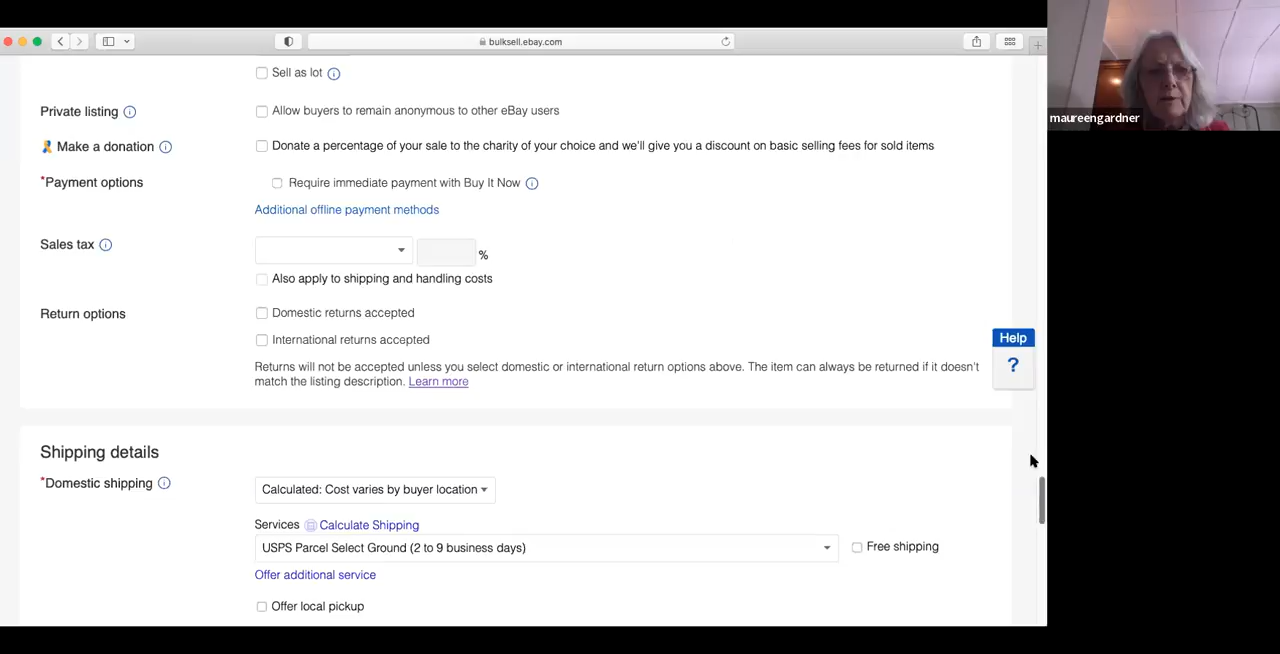 bulksell.ebay.com
maureengardner
Sell as lot
Private listing
Allow buyers to remain anonymous to other eBay users
Make a donation
Donate a percentage of your sale to the charity of your choice and we'll give you a discount on basic selling fees for sold items
*Payment options
Require immediate payment with Buy It Now
Additional offline payment methods
Sales tax
%
Also apply to shipping and handling costs
Return options
Domestic returns accepted
International returns accepted
Returns will not be accepted unless you select domestic or international return options above. The item can always be returned if it doesn't
match the listing description. Learn more
Help
?
Shipping details
*Domestic shipping
Calculated: Cost varies by buyer location
Services Calculate Shipping
USPS Parcel Select Ground (2 to 9 business days)
Free shipping
Offer additional service
Offer local pickup